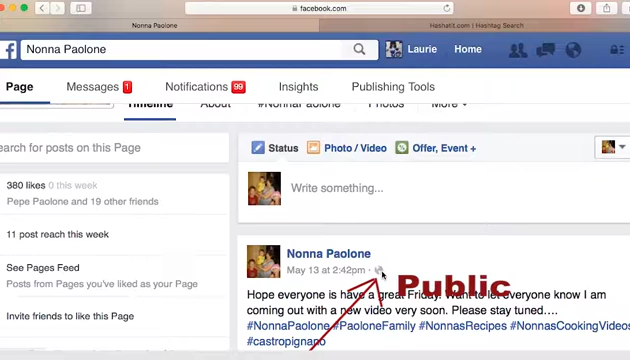 facebook.com
Nonna Paolone
Hashatit.com | Hashtag Search
f Nonna Paolone
Laurie Home
Page Messages 1 Notifications 99 Insights Publishing Tools
Timeline About #NonnaPaolone Photos More
earch for posts on this Page
Status Photo / Video Offer, Event +
Write something...
380 likes 0 this week
Pepe Paolone and 19 other friends
11 post reach this week
See Pages Feed
Posts from Pages you've liked as your Page
Invite friends to like this Page
Nonna Paolone
May 13 at 2:42pm ·
Public
Hope everyone is have a great Friday! Want to let everyone know I am
coming out with a new video very soon. Please stay tuned....
#NonnaPaolone #PaoloneFamily #NonnasRecipes #NonnasCookingVideos
#castropignano